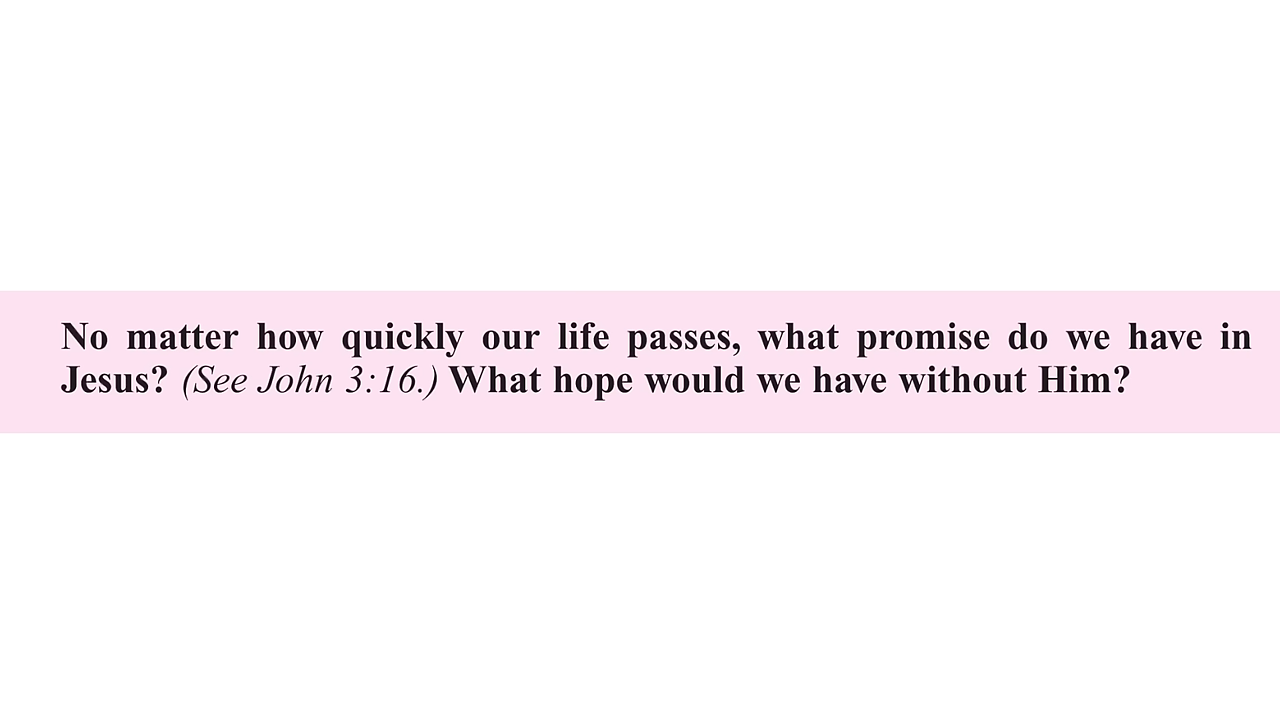 No matter how quickly our life passes, what promise do we have in
Jesus? (See John 3:16.) What hope would we have without Him?